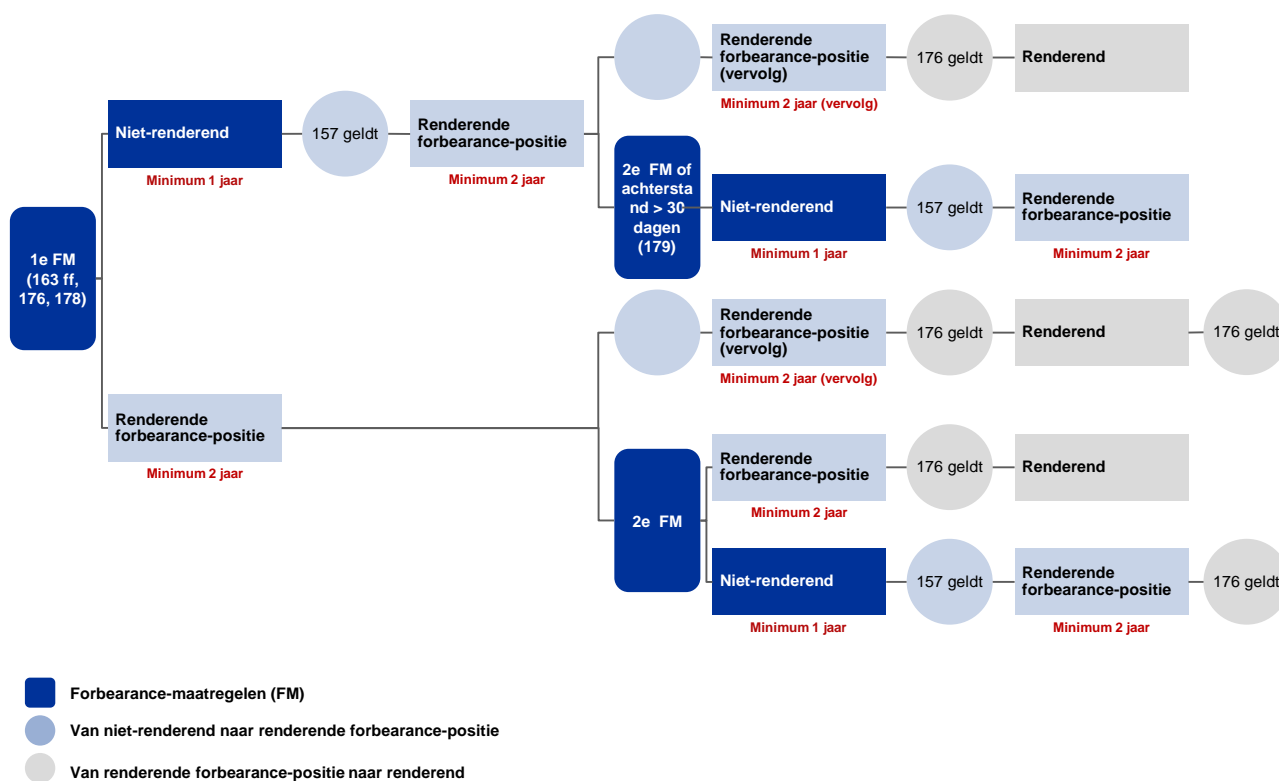 1e FM
(163 ff,
176, 178)
Niet-renderend
Minimum 1 jaar
157 geldt
Renderende
forbearance-positie
Minimum 2 jaar
Renderende
forbearance-positie
(vervolg)
Minimum 2 jaar (vervolg)
176 geldt
Renderend
2e FM of
achtersta
nd > 30
dagen
(179)
Niet-renderend
Minimum 1 jaar
157 geldt
Renderende
forbearance-positie
Minimum 2 jaar
Renderende
forbearance-positie
Minimum 2 jaar
Renderende
forbearance-positie
(vervolg)
Minimum 2 jaar (vervolg)
176 geldt
Renderend
176 geldt
2e FM
Renderende
forbearance-positie
Minimum 2 jaar
176 geldt
Renderend
Niet-renderend
Minimum 1 jaar
157 geldt
Renderende
forbearance-positie
Minimum 2 jaar
176 geldt
Forbearance-maatregelen (FM)
Van niet-renderend naar renderende forbearance-positie
Van renderende forbearance-positie naar renderend